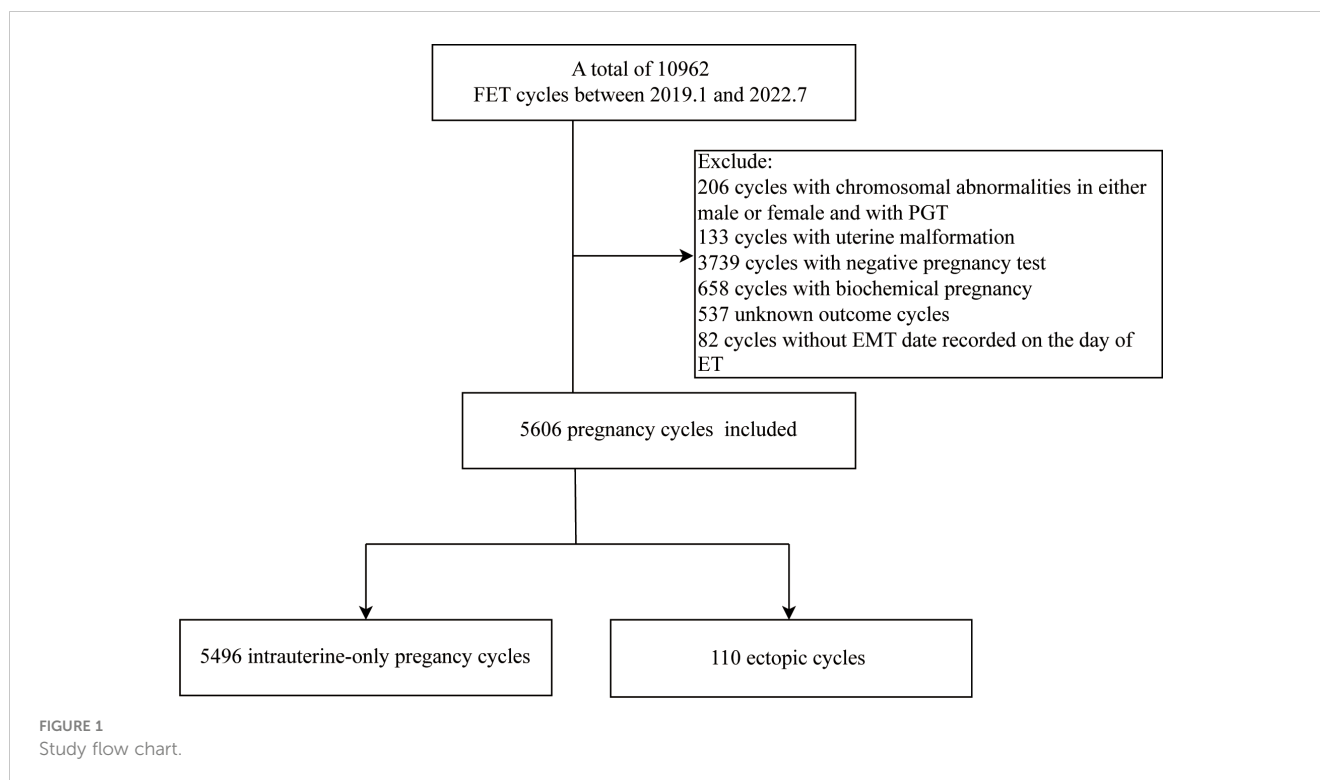 A total of 10962
FET cycles between 2019.1 and 2022.7
Exclude:
206 cycles with chromosomal abnormalities in either
male or female and with PGT
133 cycles with uterine malformation
3739 cycles with negative pregnancy test
658 cycles with biochemical pregnancy
537 unknown outcome cycles
82 cycles without EMT date recorded on the day of
ET
5606 pregnancy cycles included
5496 intrauterine-only pregancy cycles
110 ectopic cycles
FIGURE 1
Study flow chart.